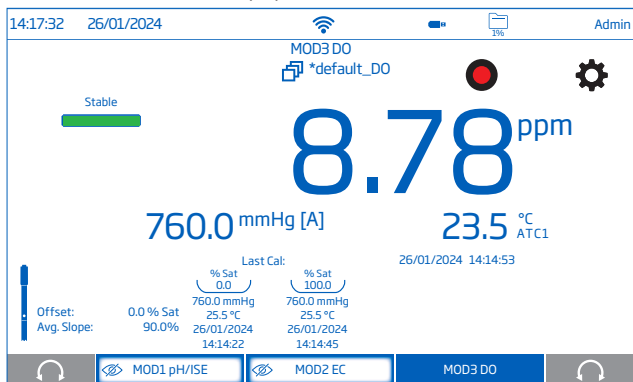 14:17:32 26/01/2024 1% Admin
MOD3 DO
*default_DO
Stable
8.78 ppm
760.0 mmHg [A] 23.5 °C
ATC1
Last Cal: 26/01/2024 14:14:53
% Sat % Sat
0.0 100.0
760.0 mmHg 760.0 mmHg
Offset: 0.0 % Sat 25.5 °C 25.5 °C
Avg. Slope: 90.0% 26/01/2024 26/01/2024
14:14:22 14:14:45
MOD1 pH/ISE MOD2 EC MOD3 DO